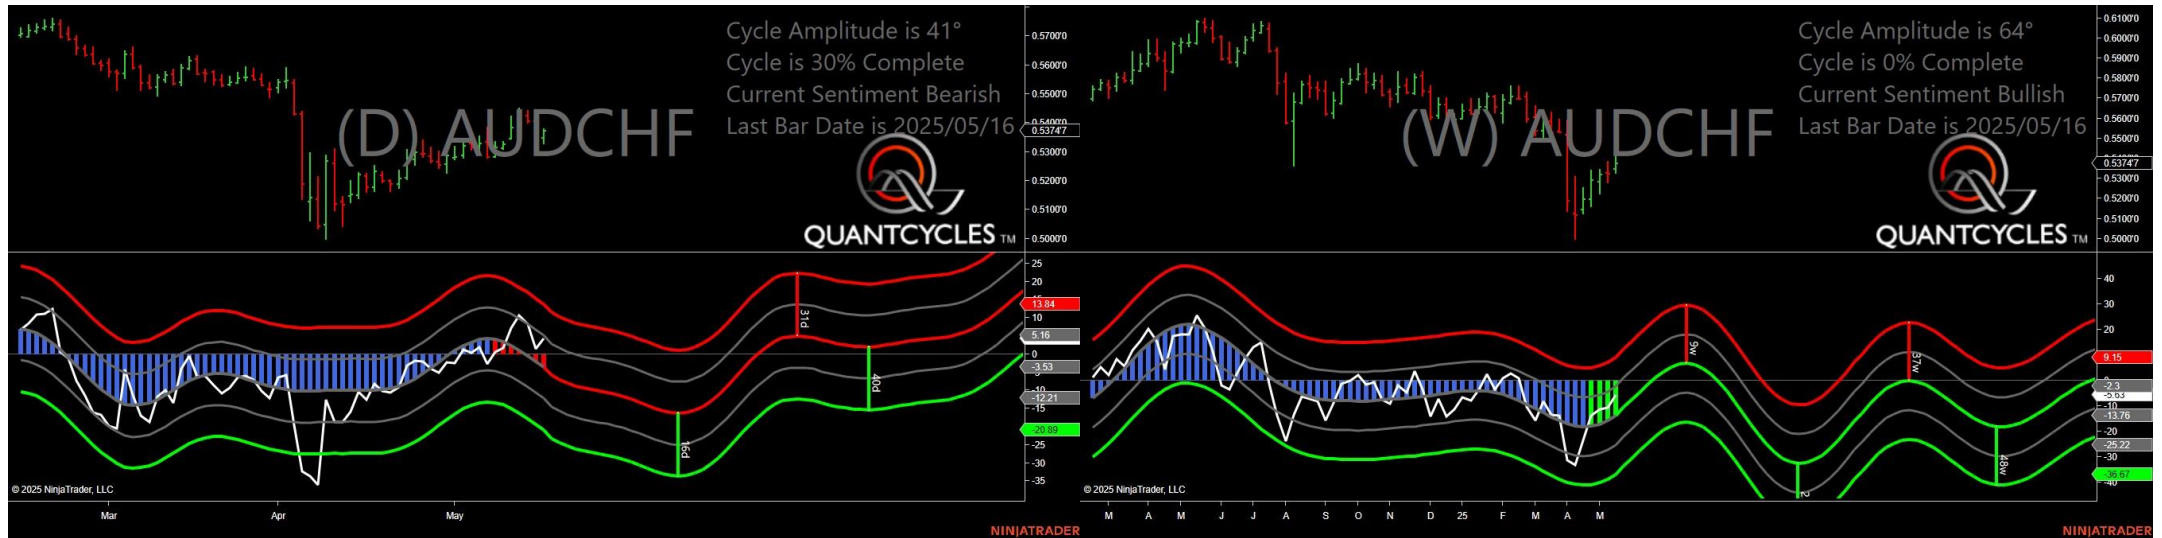 Cycle Amplitude is 41°
Cycle is 30% Complete
Current Sentiment Bearish
Last Bar Date is 2025/05/16
(D) AUDCHF
QUANTCYCLES TM
0.5700'0
0.5600'0
0.5500'0
0.5400'0
0.5374'7
0.5300'0
0.5200'0
0.5100'0
0.5000'0
25
20
13.84
10
5.16
0
-3.53
-10
-12.21
-15
-20.89
-25
-30
-35
31d
40d
16d
© 2025 NinjaTrader, LLC
Mar Apr May
NINJATRADER
Cycle Amplitude is 64°
Cycle is 0% Complete
Current Sentiment Bullish
Last Bar Date is 2025/05/16
(W) AUDCHF
QUANTCYCLES TM
0.6100'0
0.6000'0
0.5900'0
0.5800'0
0.5700'0
0.5600'0
0.5500'0
0.5374'7
0.5300'0
0.5200'0
0.5100'0
0.5000'0
40
30
20
9.15
-2.3
-5.63
-10
-13.76
-20
-25.22
-30
-36.67
-40
9w
37w
48w
2
© 2025 NinjaTrader, LLC
M A M J J A S O N D 25 F M A M
NINJATRADER